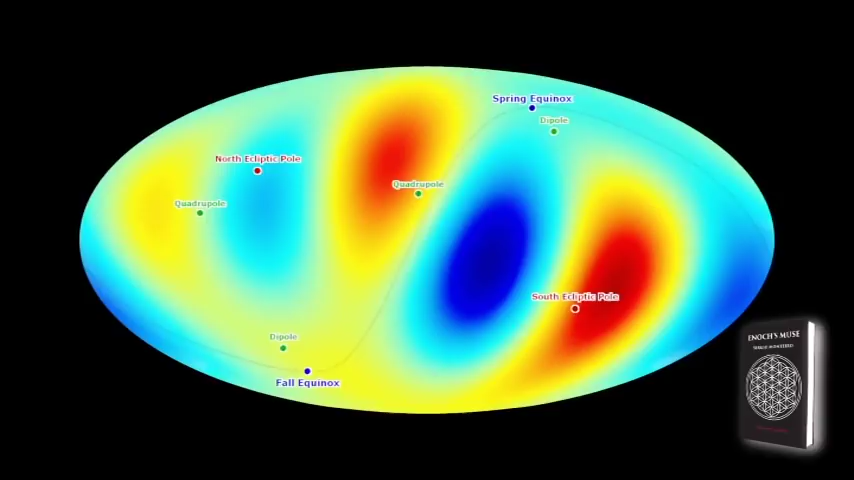 Spring Equinox
Dipole
North Ecliptic Pole
Quadrupole
Quadrupole
South Ecliptic Pole
Dipole
Fall Equinox
ENOCH'S MUSE